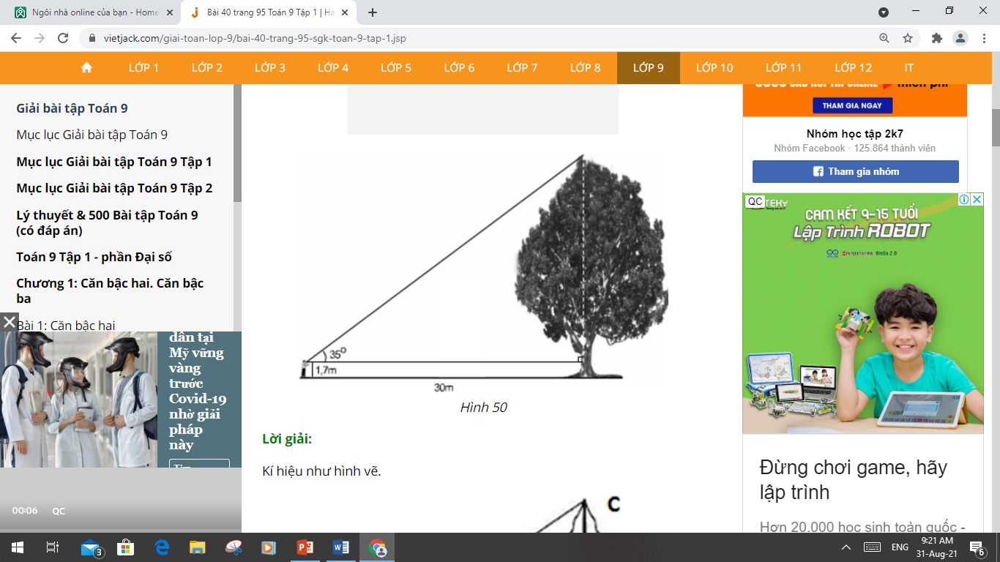 Ngôi nhà online của bạn - Home
Bài 40 trang 95 Toán 9 Tập 1 | Ha
vietjack.com/giai-toan-lop-9/bai-40-trang-95-sgk-toan-9-tap-1.jsp
LỚP 1
LỚP 2
LỚP 3
LỚP 4
LỚP 5
LỚP 6
LỚP 7
LỚP 8
LỚP 9
LỚP 10
LỚP 11
LỚP 12
IT
Giải bài tập Toán 9
Mục lục Giải bài tập Toán 9
Mục lục Giải bài tập Toán 9 Tập 1
Mục lục Giải bài tập Toán 9 Tập 2
Lý thuyết & 500 Bài tập Toán 9
(có đáp án)
Toán 9 Tập 1 - phần Đại số
Chương 1: Căn bậc hai. Căn bậc
ba
Bài 1: Căn bậc hai
dân tại
Mỹ vững
vàng
trước
Covid-19
nhờ giải
pháp
này
00:06
QC
35°
1,7m
30m
Hình 50
Lời giải:
Kí hiệu như hình vẽ.
C
THAM GIA NGAY
Nhóm học tập 2k7
Nhóm Facebook · 125.864 thành viên
Tham gia nhóm
QC
TEKY
CAM KẾT 9-15 TUỔI
Lập Trình ROBOT
WeDo 2.0
Đừng chơi game, hãy
lập trình
Hơn 20.000 học sinh toàn quốc -
3
ENG
9:21 AM
31-Aug-21
6